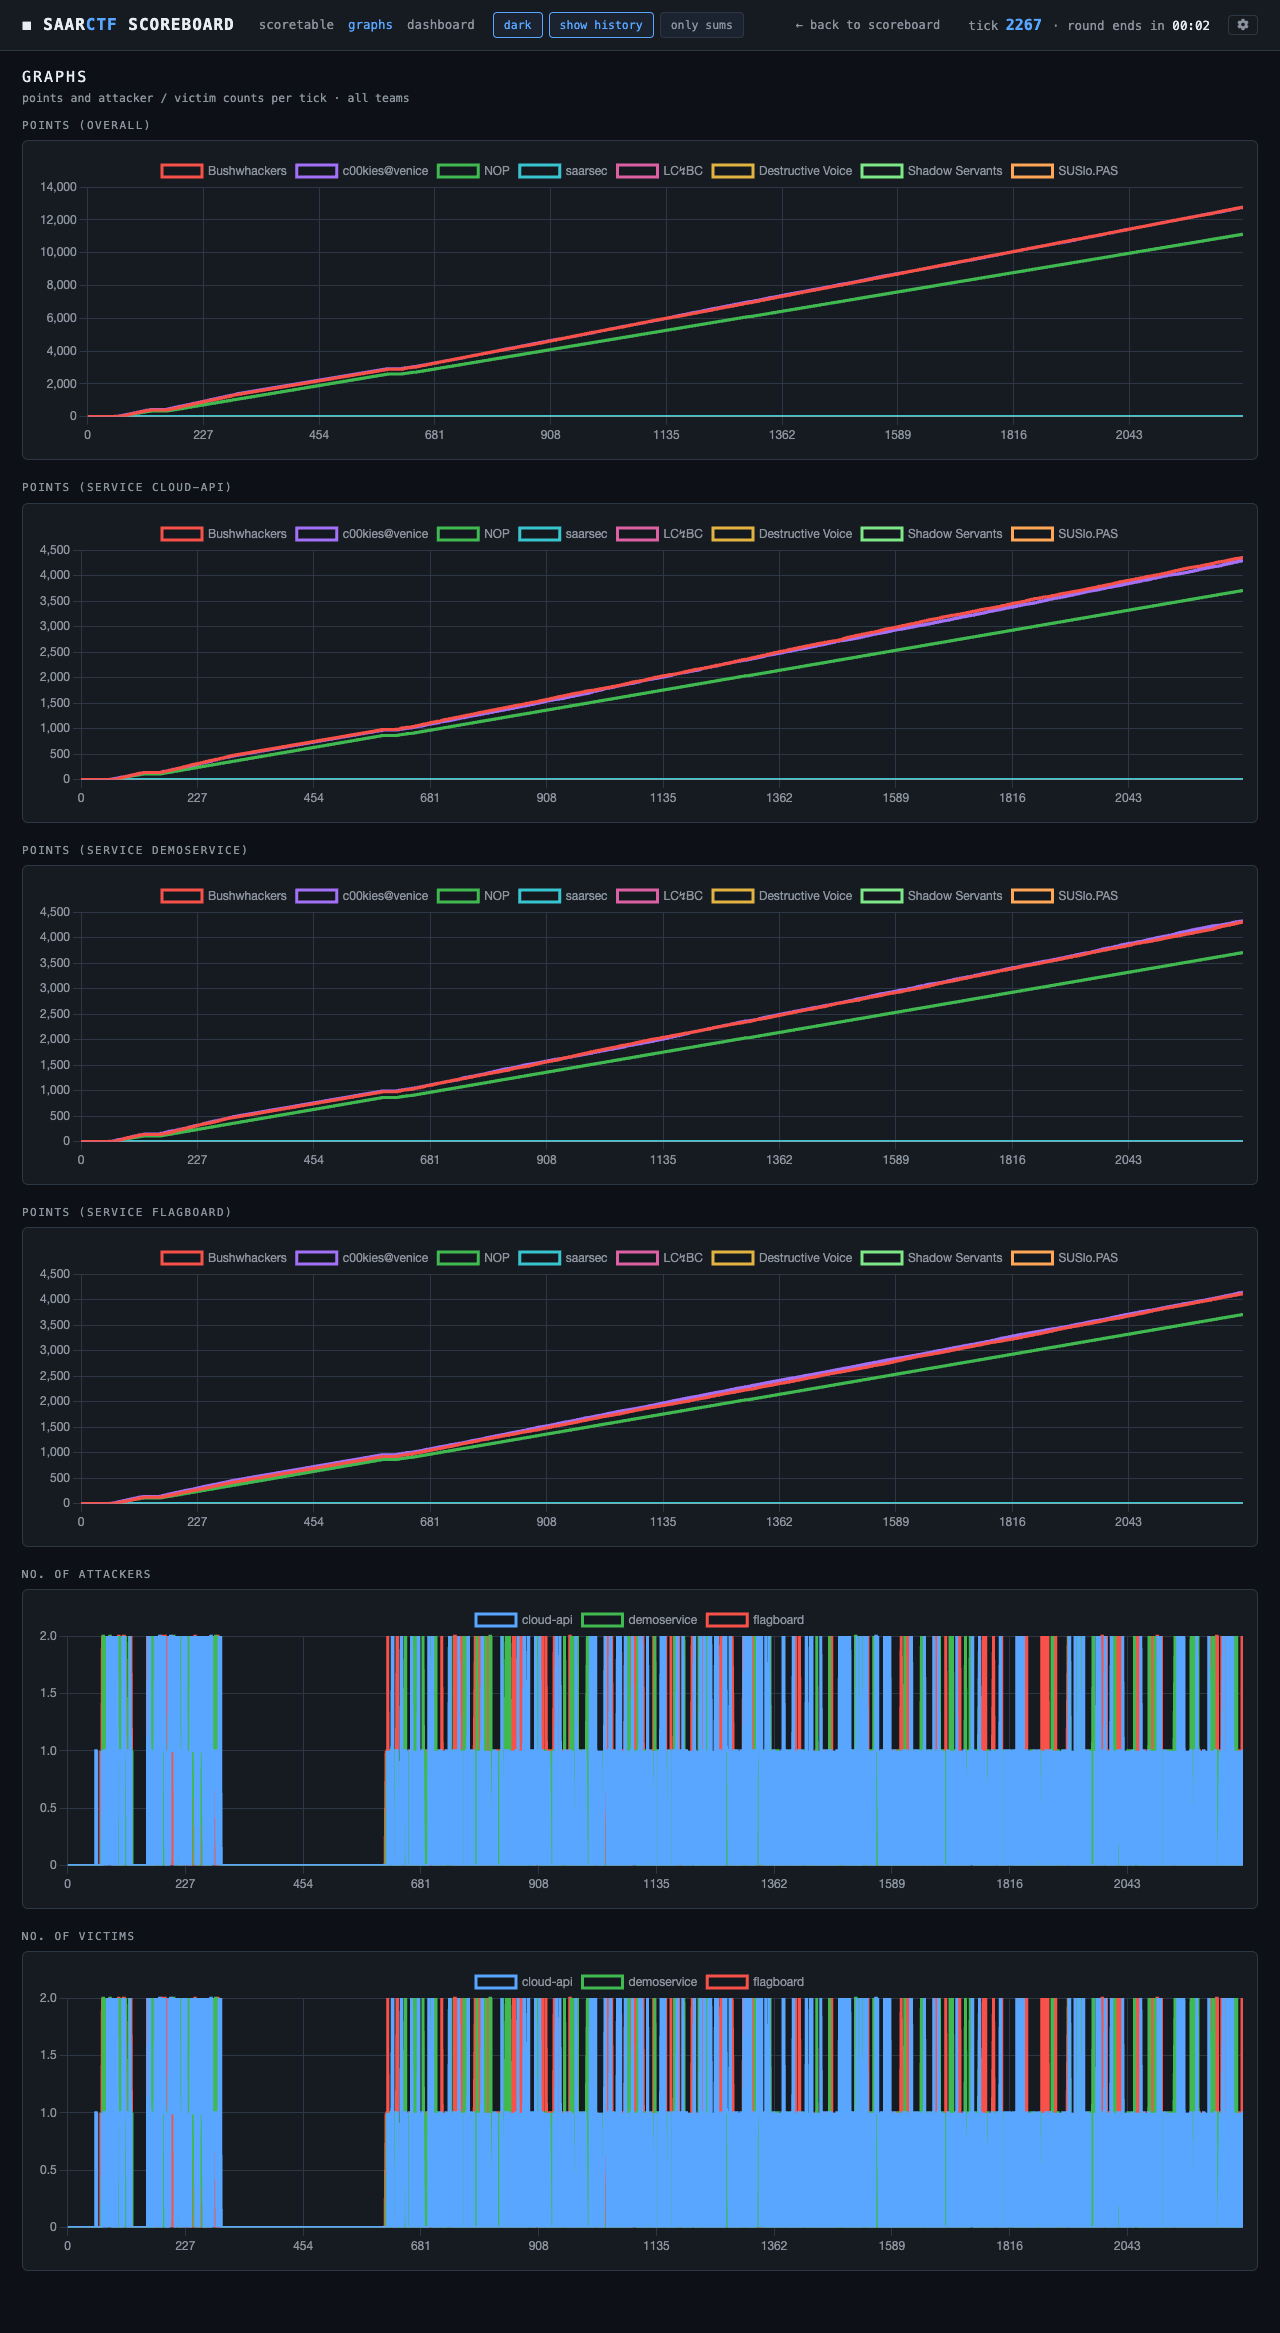 ■ SAARCTF SCOREBOARD scoretable graphs dashboard dark show history only sums ← back to scoreboard tick 2267 · round ends in 00:02
GRAPHS
points and attacker / victim counts per tick · all teams
POINTS (OVERALL)
Bushwhackers c00kies@venice NOP saarsec LC↯BC Destructive Voice Shadow Servants SUSlo.PAS
14,000
12,000
10,000
8,000
6,000
4,000
2,000
0
0 227 454 681 908 1135 1362 1589 1816 2043
POINTS (SERVICE CLOUD-API)
Bushwhackers c00kies@venice NOP saarsec LC↯BC Destructive Voice Shadow Servants SUSlo.PAS
4,500
4,000
3,500
3,000
2,500
2,000
1,500
1,000
500
0
0 227 454 681 908 1135 1362 1589 1816 2043
POINTS (SERVICE DEMOSERVICE)
Bushwhackers c00kies@venice NOP saarsec LC↯BC Destructive Voice Shadow Servants SUSlo.PAS
4,500
4,000
3,500
3,000
2,500
2,000
1,500
1,000
500
0
0 227 454 681 908 1135 1362 1589 1816 2043
POINTS (SERVICE FLAGBOARD)
Bushwhackers c00kies@venice NOP saarsec LC↯BC Destructive Voice Shadow Servants SUSlo.PAS
4,500
4,000
3,500
3,000
2,500
2,000
1,500
1,000
500
0
0 227 454 681 908 1135 1362 1589 1816 2043
NO. OF ATTACKERS
cloud-api demoservice flagboard
2.0
1.5
1.0
0.5
0
0 227 454 681 908 1135 1362 1589 1816 2043
NO. OF VICTIMS
cloud-api demoservice flagboard
2.0
1.5
1.0
0.5
0
0 227 454 681 908 1135 1362 1589 1816 2043